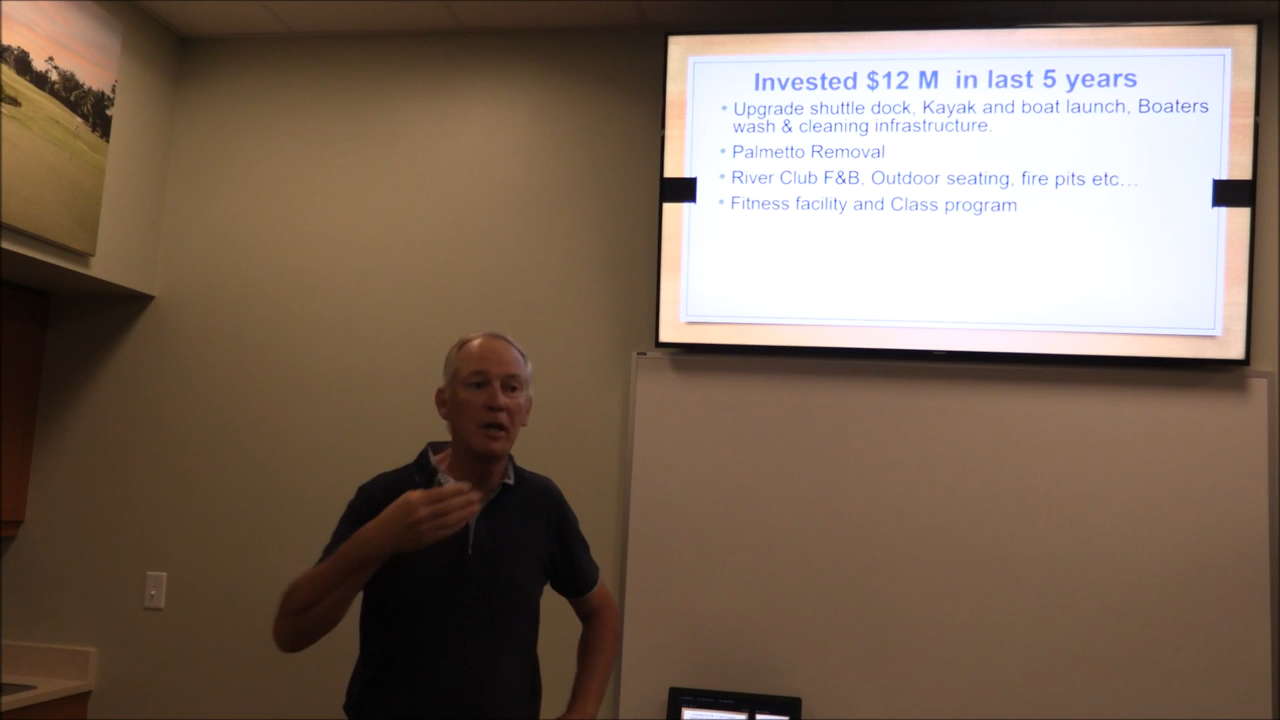 Invested $12 M in last 5 years
• Upgrade shuttle dock, Kayak and boat launch, Boaters
wash & cleaning infrastructure.
• Palmetto Removal
• River Club F&B, Outdoor seating, fire pits etc…
• Fitness facility and Class program